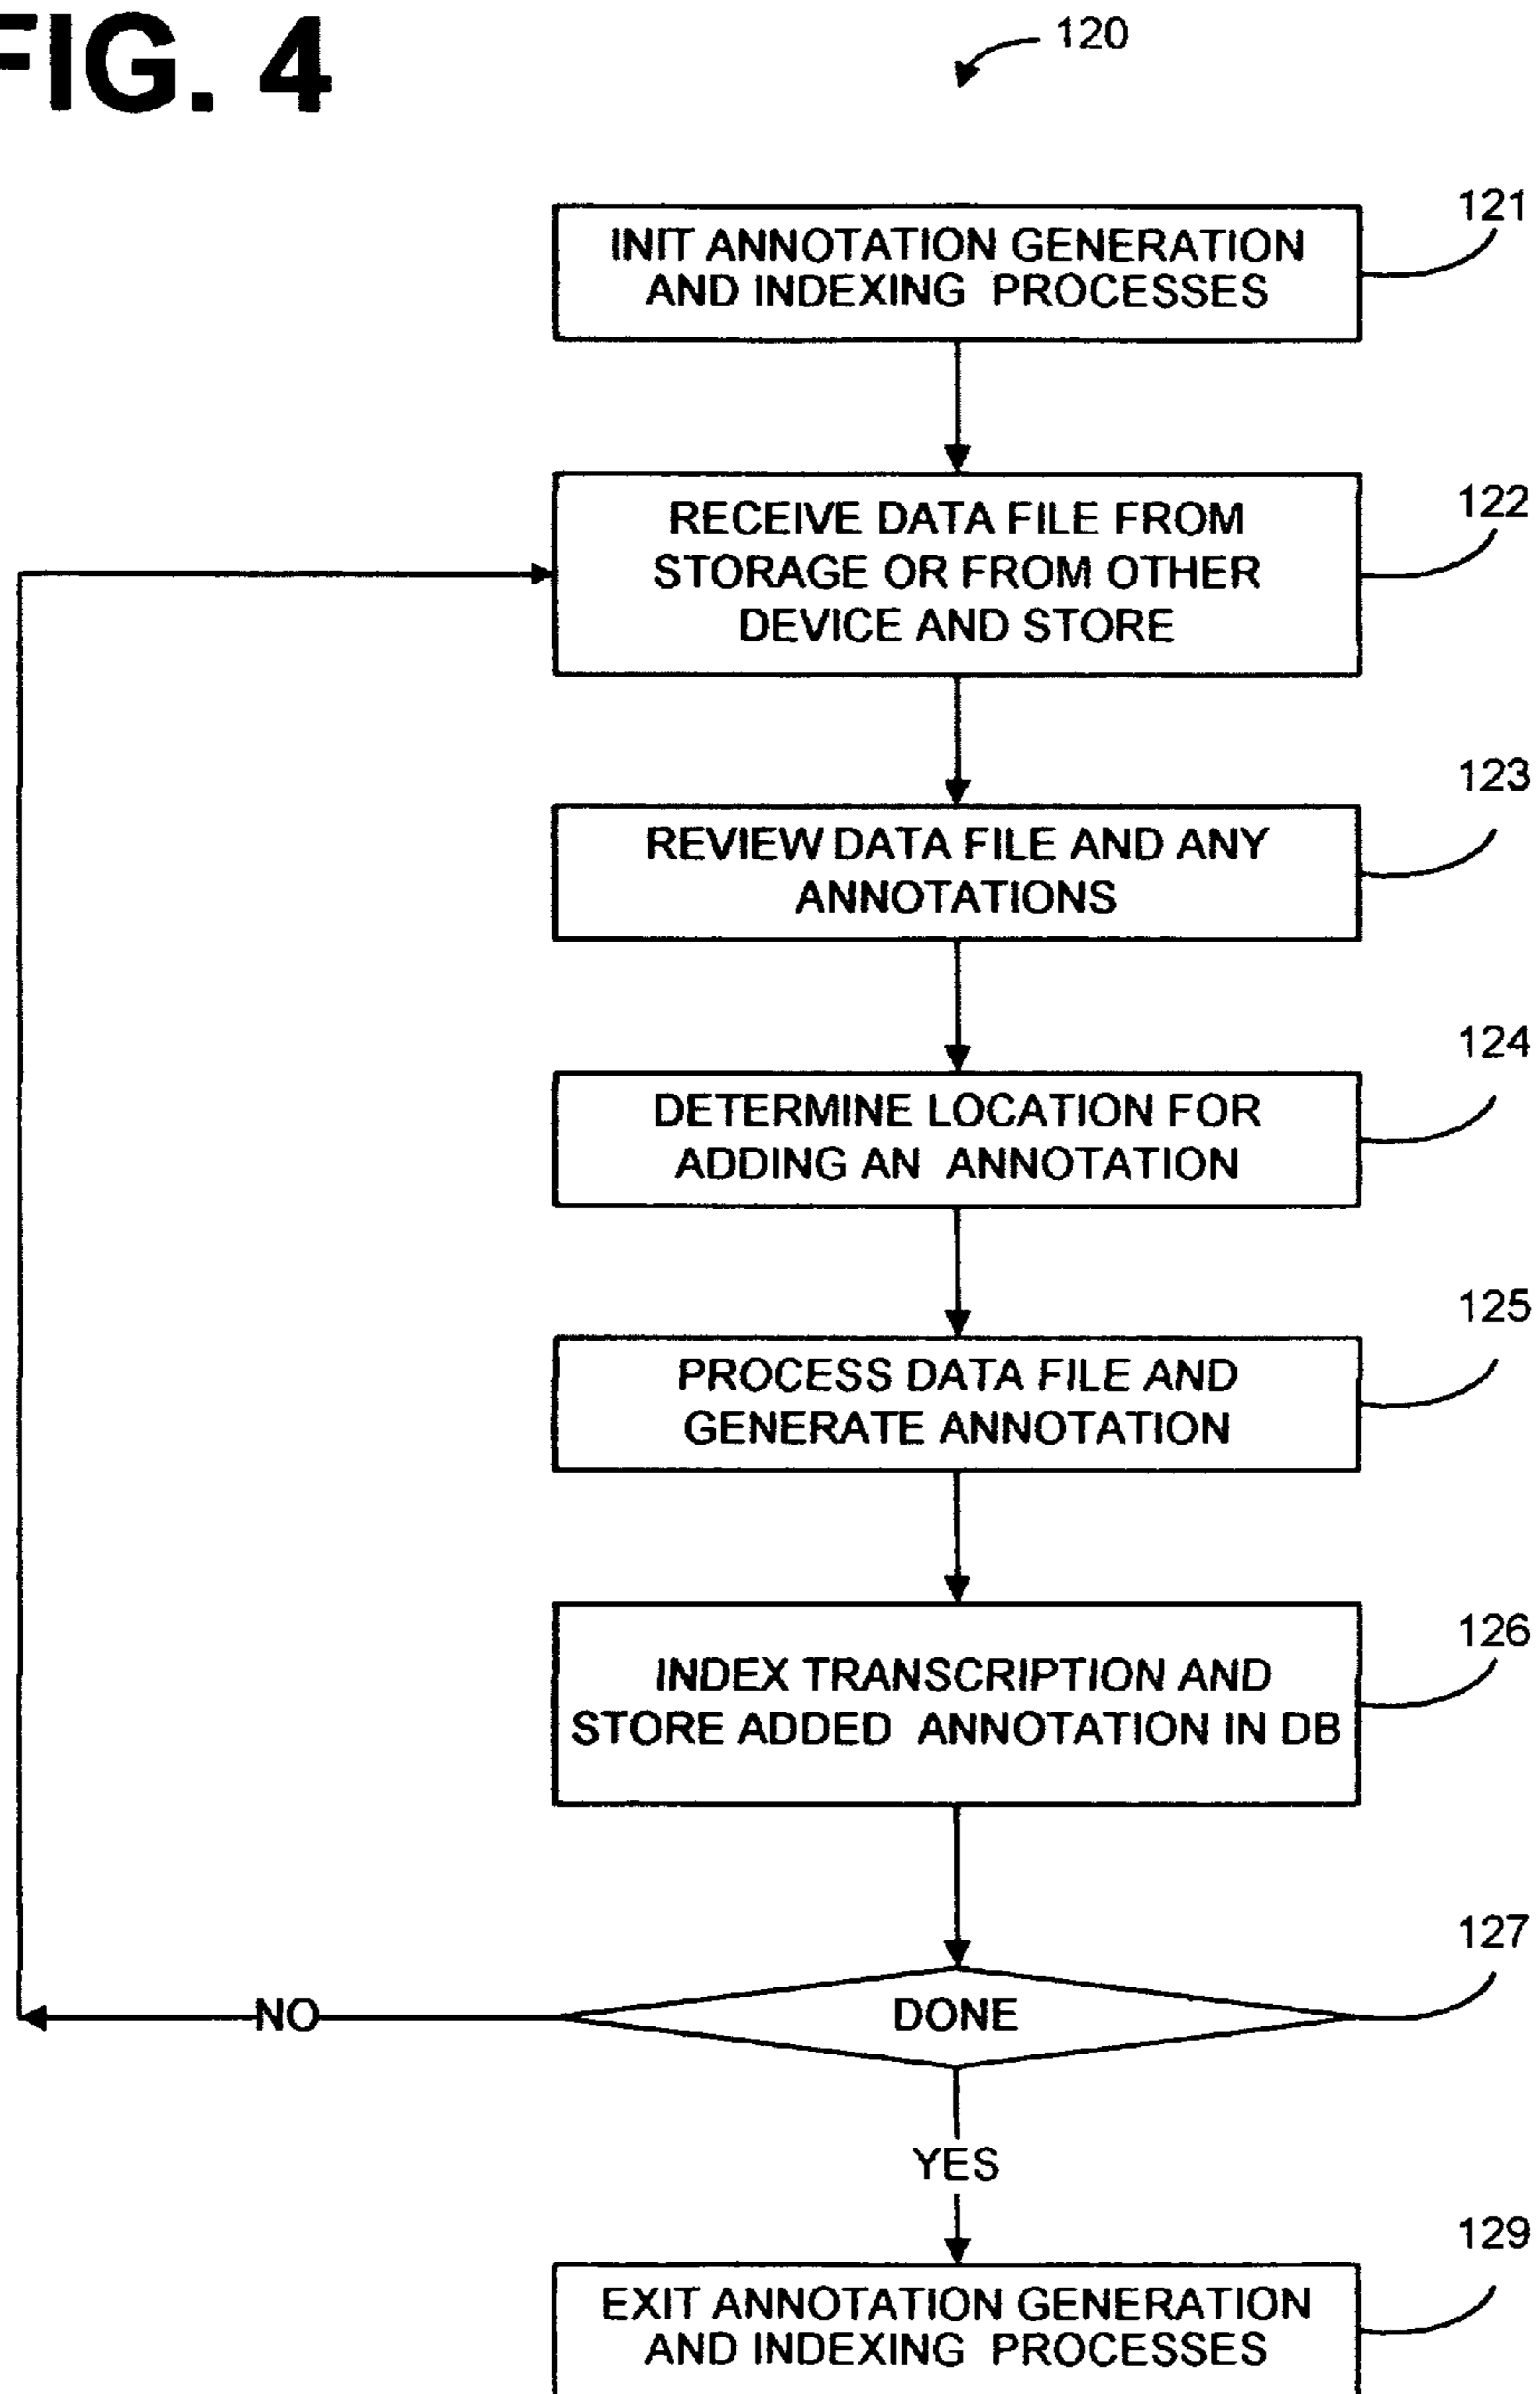 FIG. 4
120
121
INIT ANNOTATION GENERATION
AND INDEXING PROCESSES
122
RECEIVE DATA FILE FROM
STORAGE OR FROM OTHER
DEVICE AND STORE
123
REVIEW DATA FILE AND ANY
ANNOTATIONS
124
DETERMINE LOCATION FOR
ADDING AN ANNOTATION
125
PROCESS DATA FILE AND
GENERATE ANNOTATION
126
INDEX TRANSCRIPTION AND
STORE ADDED ANNOTATION IN DB
127
NO
DONE
YES
129
EXIT ANNOTATION GENERATION
AND INDEXING PROCESSES